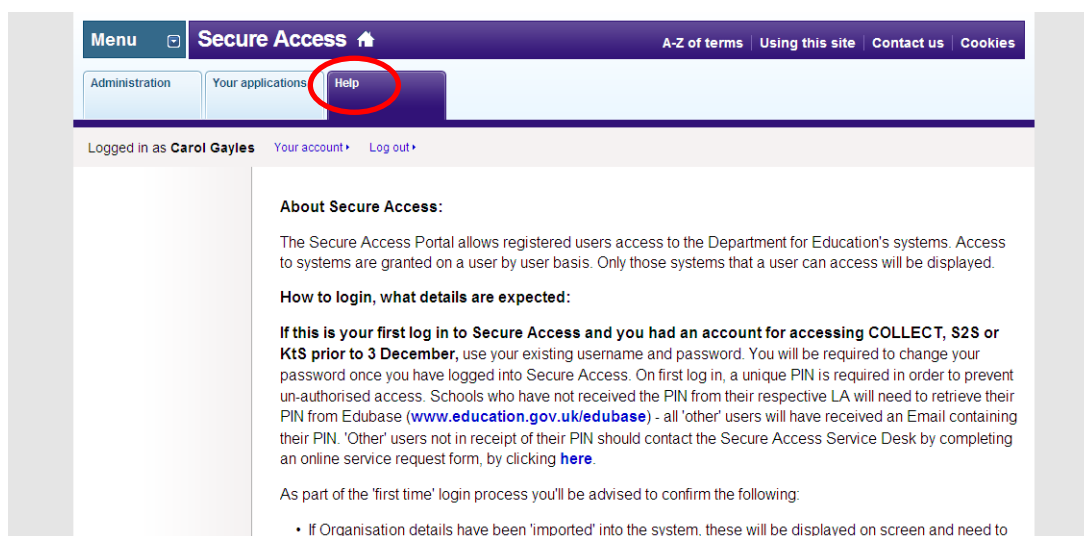 Menu
Secure Access
A-Z of terms Using this site Contact us Cookies
Administration
Your applications
Help
Logged in as Carol Gayles Your account Log out
About Secure Access:
The Secure Access Portal allows registered users access to the Department for Education's systems. Access
to systems are granted on a user by user basis. Only those systems that a user can access will be displayed.
How to login, what details are expected:
If this is your first log in to Secure Access and you had an account for accessing COLLECT, S2S or
KtS prior to 3 December, use your existing username and password. You will be required to change your
password once you have logged into Secure Access. On first log in, a unique PIN is required in order to prevent
un-authorised access. Schools who have not received the PIN from their respective LA will need to retrieve their
PIN from Edubase (www.education.gov.uk/edubase) - all 'other' users will have received an Email containing
their PIN. 'Other' users not in receipt of their PIN should contact the Secure Access Service Desk by completing
an online service request form, by clicking here.
As part of the 'first time' login process you'll be advised to confirm the following:
• If Organisation details have been 'imported' into the system, these will be displayed on screen and need to